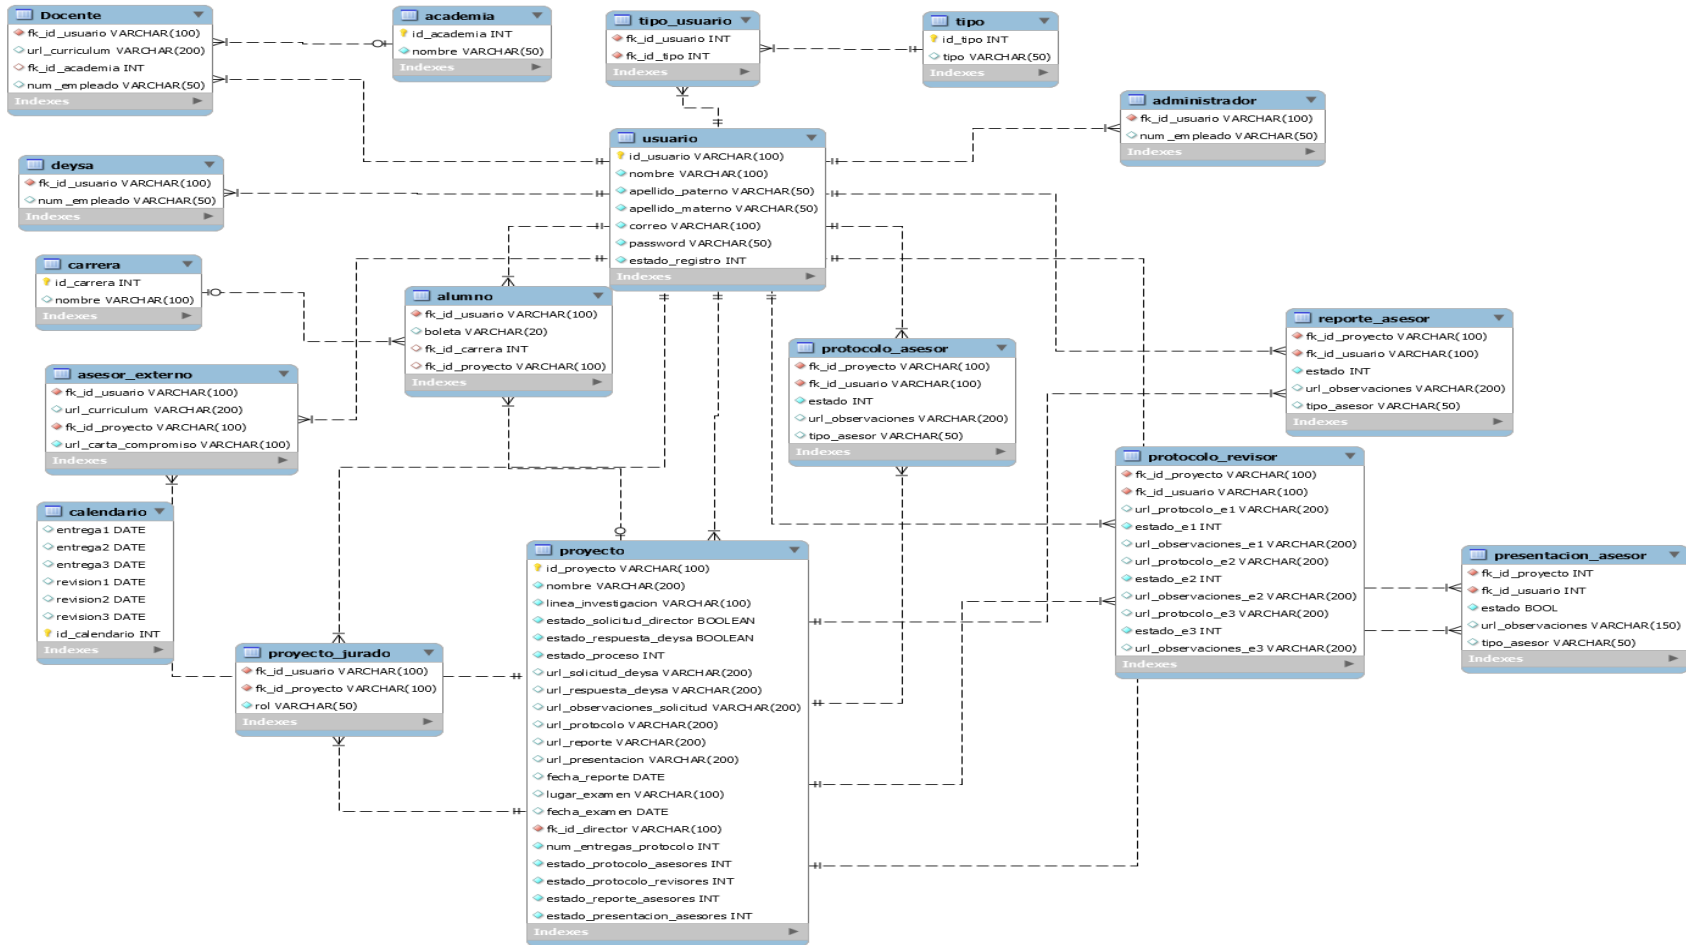 Docente
fk_id_usuario VARCHAR(100)
url_curriculum VARCHAR(200)
fk_id_academia INT
num_empleado VARCHAR(50)
Indexes
academia
id_academia INT
nombre VARCHAR(50)
Indexes
tipo_usuario
fk_id_usuario INT
fk_id_tipo INT
Indexes
tipo
id_tipo INT
tipo VARCHAR(50)
Indexes
administrador
fk_id_usuario VARCHAR(100)
num_empleado VARCHAR(50)
Indexes
usuario
id_usuario VARCHAR(100)
nombre VARCHAR(100)
apellido_paterno VARCHAR(50)
apellido_materno VARCHAR(50)
correo VARCHAR(100)
password VARCHAR(50)
estado_registro INT
Indexes
deysa
fk_id_usuario VARCHAR(100)
num_empleado VARCHAR(50)
Indexes
carrera
id_carrera INT
nombre VARCHAR(100)
Indexes
alumno
fk_id_usuario VARCHAR(100)
boleta VARCHAR(20)
fk_id_carrera INT
fk_id_proyecto VARCHAR(100)
Indexes
reporte_asesor
fk_id_proyecto VARCHAR(100)
fk_id_usuario VARCHAR(100)
estado INT
url_observaciones VARCHAR(200)
tipo_asesor VARCHAR(50)
Indexes
protocolo_asesor
fk_id_proyecto VARCHAR(100)
fk_id_usuario VARCHAR(100)
estado INT
url_observaciones VARCHAR(200)
tipo_asesor VARCHAR(50)
Indexes
asesor_externo
fk_id_usuario VARCHAR(100)
url_curriculum VARCHAR(200)
fk_id_proyecto VARCHAR(100)
url_carta_compromiso VARCHAR(100)
Indexes
protocolo_revisor
fk_id_proyecto VARCHAR(100)
fk_id_usuario VARCHAR(100)
url_protocolo_e1 VARCHAR(200)
estado_e1 INT
url_observaciones_e1 VARCHAR(200)
url_protocolo_e2 VARCHAR(200)
estado_e2 INT
url_observaciones_e2 VARCHAR(200)
url_protocolo_e3 VARCHAR(200)
estado_e3 INT
url_observaciones_e3 VARCHAR(200)
Indexes
calendario
entrega1 DATE
entrega2 DATE
entrega3 DATE
revision1 DATE
revision2 DATE
revision3 DATE
id_calendario INT
Indexes
proyecto
id_proyecto VARCHAR(100)
nombre VARCHAR(200)
linea_investigacion VARCHAR(100)
estado_solicitud_director BOOLEAN
estado_respuesta_deysa BOOLEAN
estado_proceso INT
url_solicitud_deysa VARCHAR(200)
url_respuesta_deysa VARCHAR(200)
url_observaciones_solicitud VARCHAR(200)
url_protocolo VARCHAR(200)
url_reporte VARCHAR(200)
url_presentacion VARCHAR(200)
fecha_reporte DATE
lugar_examen VARCHAR(100)
fecha_examen DATE
fk_id_director VARCHAR(100)
num_entregas_protocolo INT
estado_protocolo_asesores INT
estado_protocolo_revisores INT
estado_reporte_asesores INT
estado_presentacion_asesores INT
Indexes
presentacion_asesor
fk_id_proyecto INT
fk_id_usuario INT
estado BOOL
url_observaciones VARCHAR(150)
tipo_asesor VARCHAR(50)
Indexes
proyecto_jurado
fk_id_usuario VARCHAR(100)
fk_id_proyecto VARCHAR(100)
rol VARCHAR(50)
Indexes